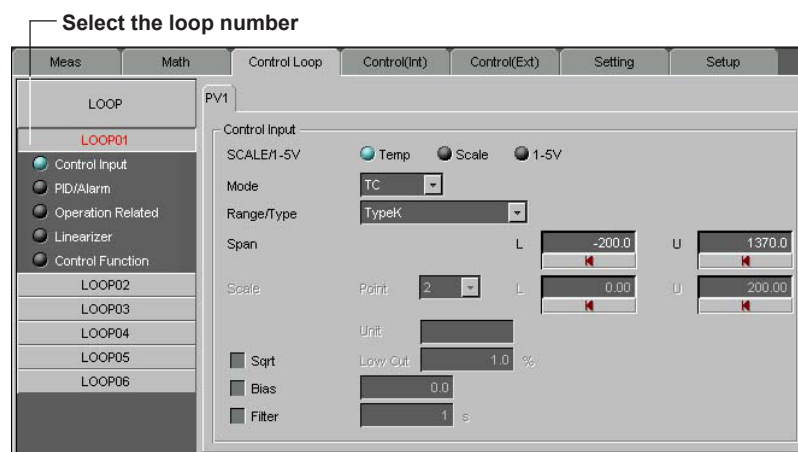 Select the loop number
Meas Math Control Loop Control(Int) Control(Ext) Setting Setup
LOOP
LOOP01
Control Input
PID/Alarm
Operation Related
Linearizer
Control Function
LOOP02
LOOP03
LOOP04
LOOP05
LOOP06
PV1
Control Input
SCALE/1-5V Temp Scale 1-5V
Mode TC
Range/Type TypeK
Span L -200.0 U 1370.0
Scale Point 2 L 0.00 U 200.00
Unit
Sqrt Low Cut 1.0 %
Bias 0.0
Filter 1 s